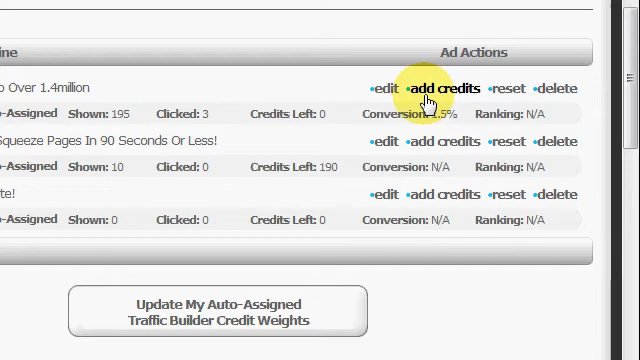 ine Ad Actions
o Over 1.4million •edit •add credits •reset •delete
o-Assigned Shown: 195 Clicked: 3 Credits Left: 0 Conversion: 1.5% Ranking: N/A
Squeeze Pages In 90 Seconds Or Less! •edit •add credits •reset •delete
o-Assigned Shown: 10 Clicked: 0 Credits Left: 190 Conversion: N/A Ranking: N/A
te! •edit •add credits •reset •delete
o-Assigned Shown: 0 Clicked: 0 Credits Left: 0 Conversion: N/A Ranking: N/A
Update My Auto-Assigned
Traffic Builder Credit Weights